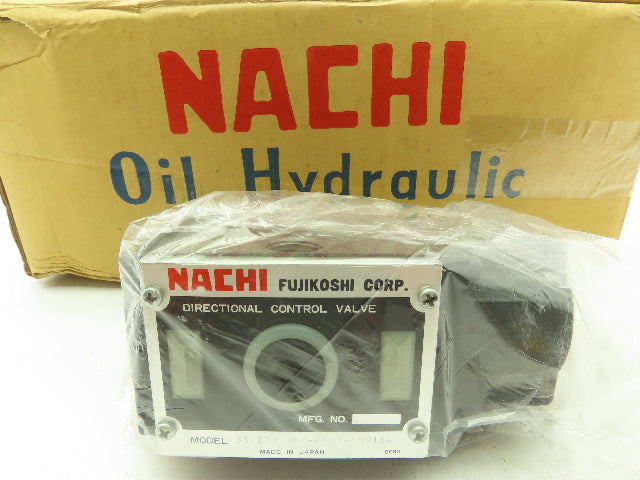 NACHI
Oil Hydraulic
NACHI FUJIKOSHI CORP.
DIRECTIONAL CONTROL VALVE
MFG. NO.
MODEL
MADE IN JAPAN